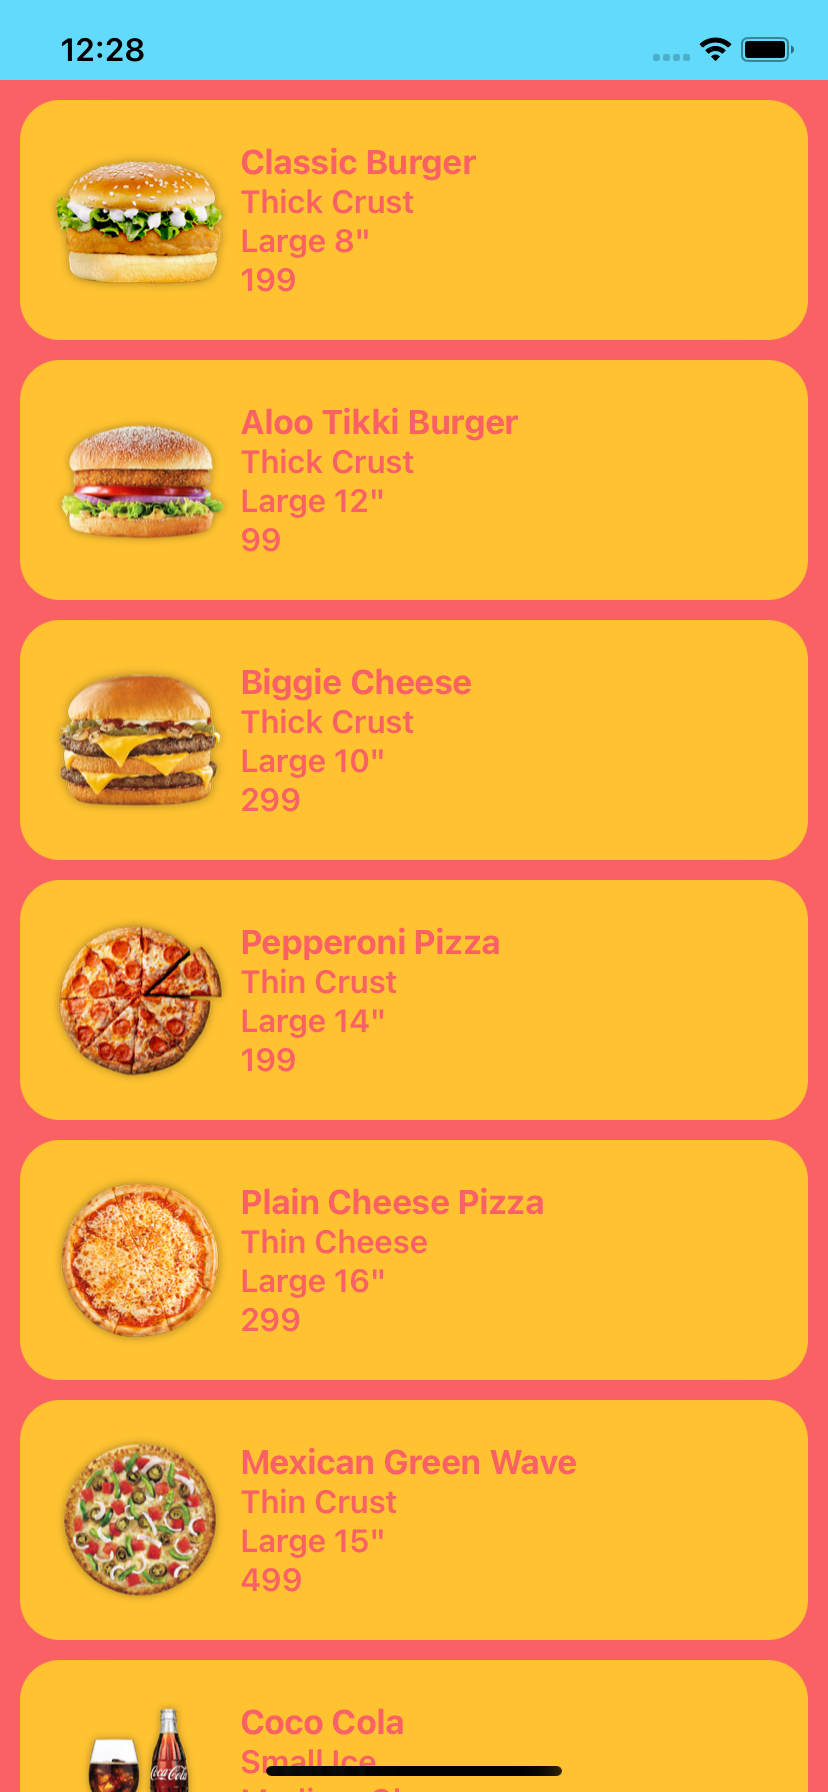 12:28
Classic Burger
Thick Crust
Large 8"
199
Aloo Tikki Burger
Thick Crust
Large 12"
99
Biggie Cheese
Thick Crust
Large 10"
299
Pepperoni Pizza
Thin Crust
Large 14"
199
Plain Cheese Pizza
Thin Cheese
Large 16"
299
Mexican Green Wave
Thin Crust
Large 15"
499
Coco Cola
Small Ice
Coca-Cola